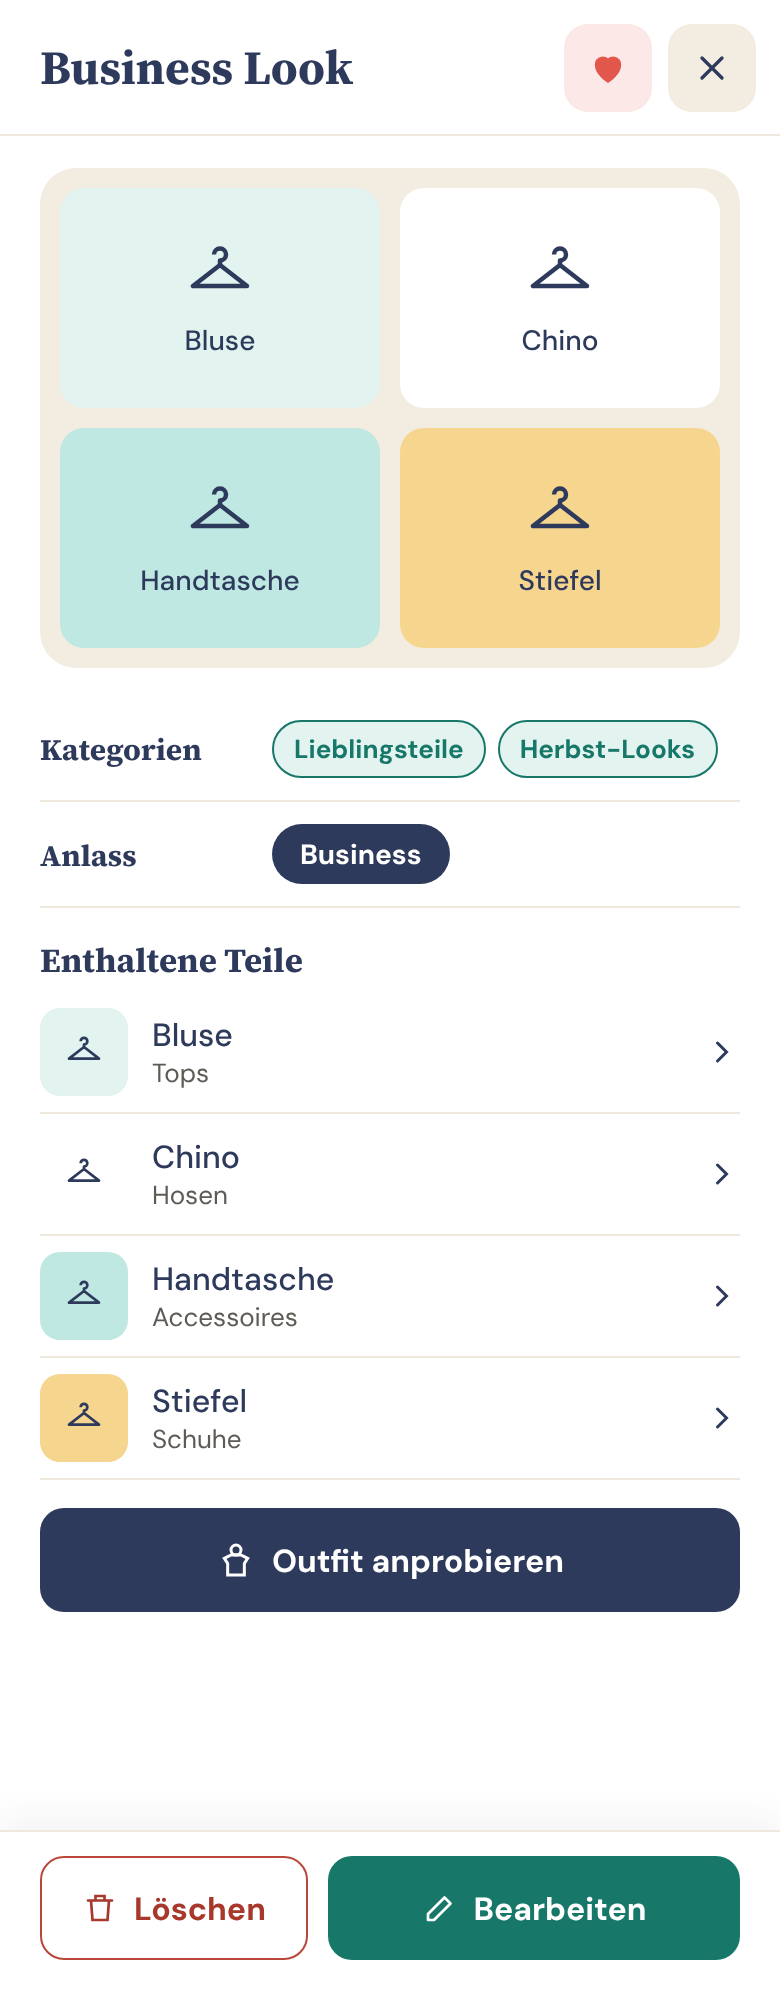 Business Look
Bluse
Chino
Handtasche
Stiefel
Kategorien
Lieblingsteile
Herbst-Looks
Anlass
Business
Enthaltene Teile
Bluse
Tops
Chino
Hosen
Handtasche
Accessoires
Stiefel
Schuhe
Outfit anprobieren
Löschen
Bearbeiten